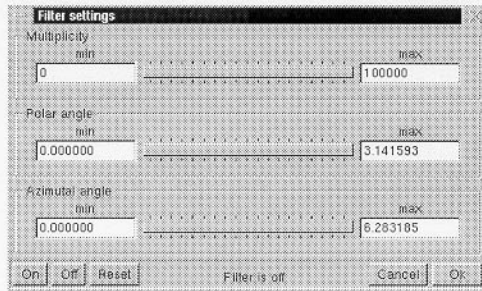 Filter settings
Multiplicity
min max
0 100000
Polar angle
min max
0.000000 3.141593
Azimutal angle
min max
0.000000 6.283185
On Off Reset Filter is off Cancel Ok